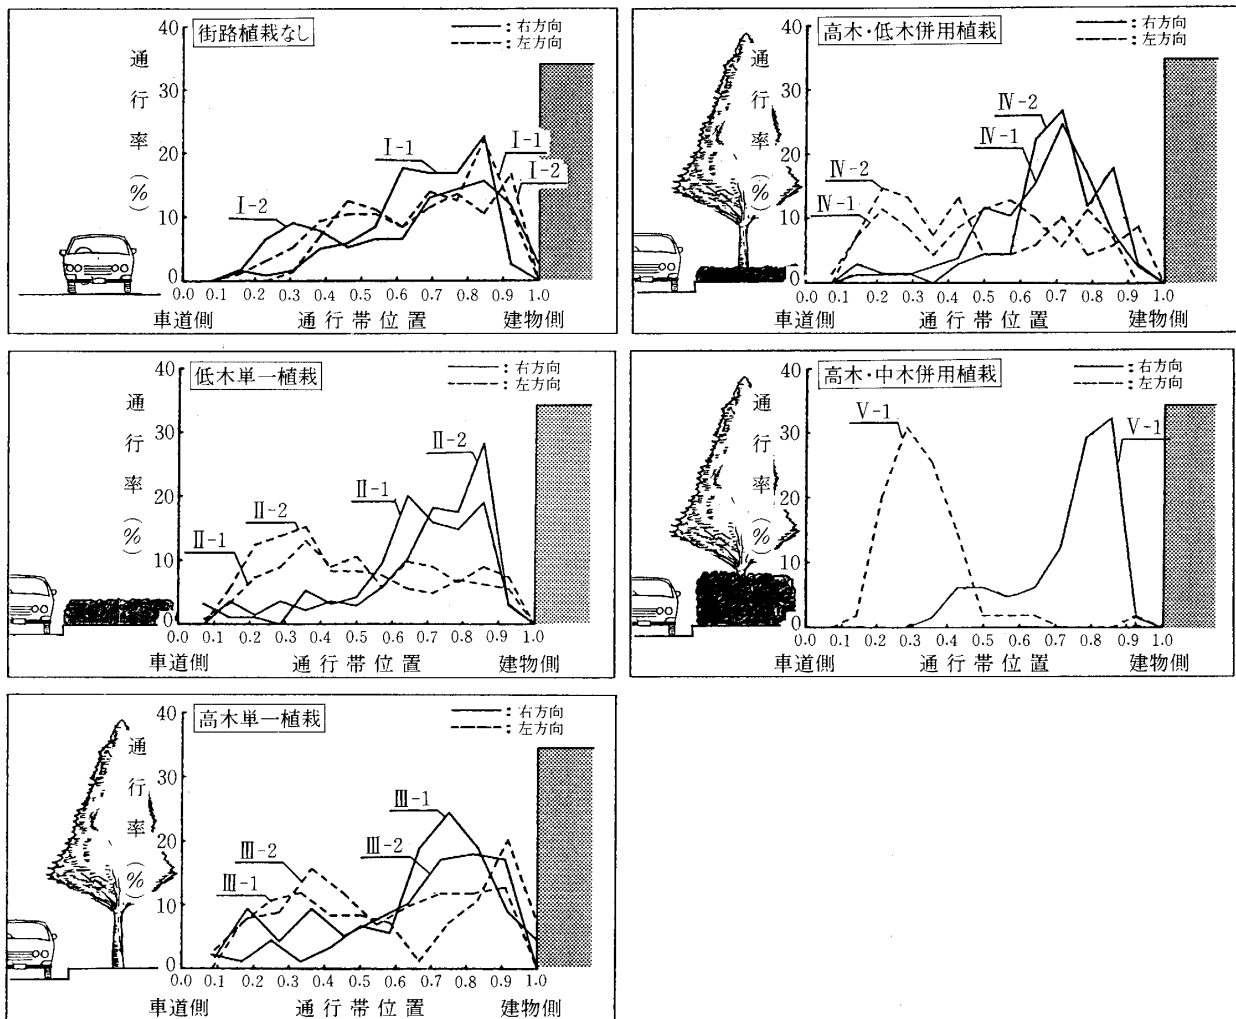 街路植栽なし
── : 右方向
--- : 左方向
通行率(%)
40
30
20
10
0
I-1
I-2
I-1
I-2
0.0 0.1 0.2 0.3 0.4 0.5 0.6 0.7 0.8 0.9 1.0
車道側 通行帯位置 建物側
高木・低木併用植栽
── : 右方向
--- : 左方向
通行率(%)
40
30
20
10
0
Ⅳ-2
Ⅳ-1
Ⅳ-2
Ⅳ-1
0.0 0.1 0.2 0.3 0.4 0.5 0.6 0.7 0.8 0.9 1.0
車道側 通行帯位置 建物側
低木単一植栽
── : 右方向
--- : 左方向
通行率(%)
40
30
20
10
0
Ⅱ-2
Ⅱ-1
Ⅱ-2
Ⅱ-1
0.0 0.1 0.2 0.3 0.4 0.5 0.6 0.7 0.8 0.9 1.0
車道側 通行帯位置 建物側
高木・中木併用植栽
── : 右方向
--- : 左方向
通行率(%)
40
30
20
10
0
Ⅴ-1
Ⅴ-1
0.0 0.1 0.2 0.3 0.4 0.5 0.6 0.7 0.8 0.9 1.0
車道側 通行帯位置 建物側
高木単一植栽
── : 右方向
--- : 左方向
通行率(%)
40
30
20
10
0
Ⅲ-1
Ⅲ-2
Ⅲ-2
Ⅲ-1
0.0 0.1 0.2 0.3 0.4 0.5 0.6 0.7 0.8 0.9 1.0
車道側 通行帯位置 建物側